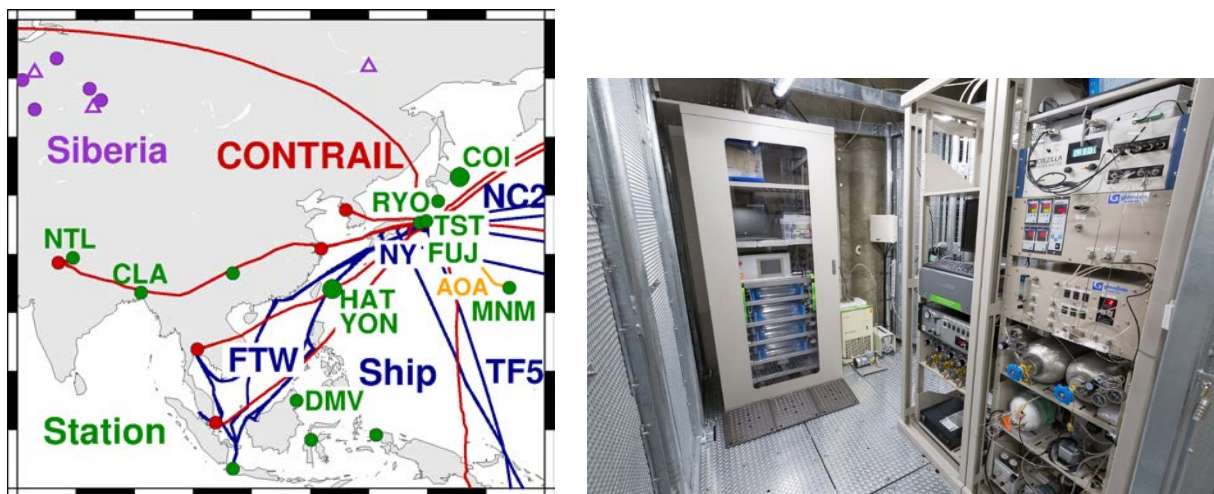 Siberia
CONTRAIL
COI
NC2
RYO
TST
NTL
NY
FUJ
CLA
AOA
HAT
MNM
YON
FTW
Ship
TF5
DMV
Station